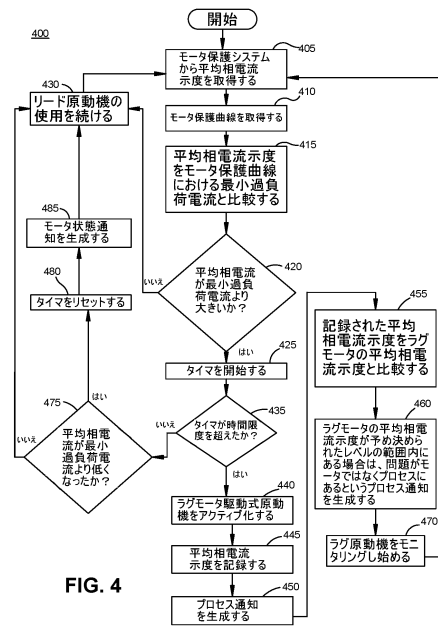 400
開始
405
モータ保護システム
から平均相電流
示度を取得する
410
モータ保護曲線を取得する
415
平均相電流示度
をモータ保護曲線
における最小過負
荷電流と比較する
420
平均相電流
が最小過負
荷電流より
大きいか？
いいえ
はい
425
タイマを開始する
430
リード原動機の
使用を続ける
435
タイマが時間限
度を超えたか？
いいえ
はい
440
ラグモータ駆動式原動
機をアクティブ化する
445
平均相電流
示度を記録する
450
プロセス通知
を生成する
455
記録された平均
相電流示度をラグ
モータの平均相電
流示度と比較する
460
ラグモータの平均相電流
示度が予め決められ
たレベルの範囲内に
ある場合は、問題がモ
ータではなくプロセスに
あるというプロセス通知
を生成する
470
ラグ原動機をモニ
タリングし始める
475
平均相電
流が最小
過負荷電
流より低く
なったか？
いいえ
はい
480
タイマをリセットする
485
モータ状態通
知を生成する
FIG. 4